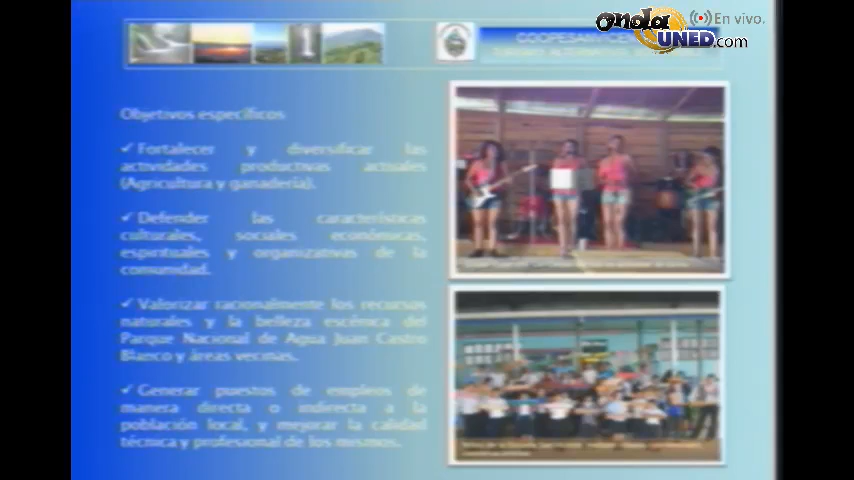 onda
UNED.com
En vivo.
Objetivos específicos
✓ Fortalecer y diversificar las
actividades productivas actuales
(Agricultura y ganadería).
✓ Defender las características
culturales, sociales económicas,
espirituales y organizativas de la
comunidad.
✓ Valorizar racionalmente los recursos
naturales y la belleza escénica del
Parque Nacional de Agua Juan Castro
Blanco y áreas vecinas.
✓ Generar puestos de empleos de
manera directa o indirecta a la
población local, y mejorar la calidad
técnica y profesional de los mismos.